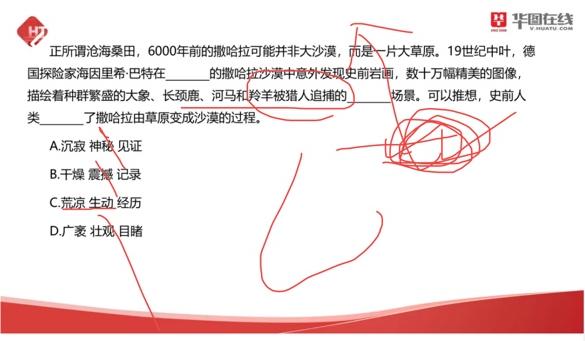 华图在线
V.HUATU.COM
正所谓沧海桑田，6000年前的撒哈拉可能并非大沙漠，而是一片大草原。19世纪中叶，德
国探险家海因里希·巴特在_______的撒哈拉沙漠中意外发现史前岩画，数十万幅精美的图像，
描绘着种群繁盛的大象、长颈鹿、河马和羚羊被猎人追捕的_______场景。可以推想，史前人
类_______了撒哈拉由草原变成沙漠的过程。
A.沉寂 神秘 见证
B.干燥 震撼 记录
C.荒凉 生动 经历
D.广袤 壮观 目睹